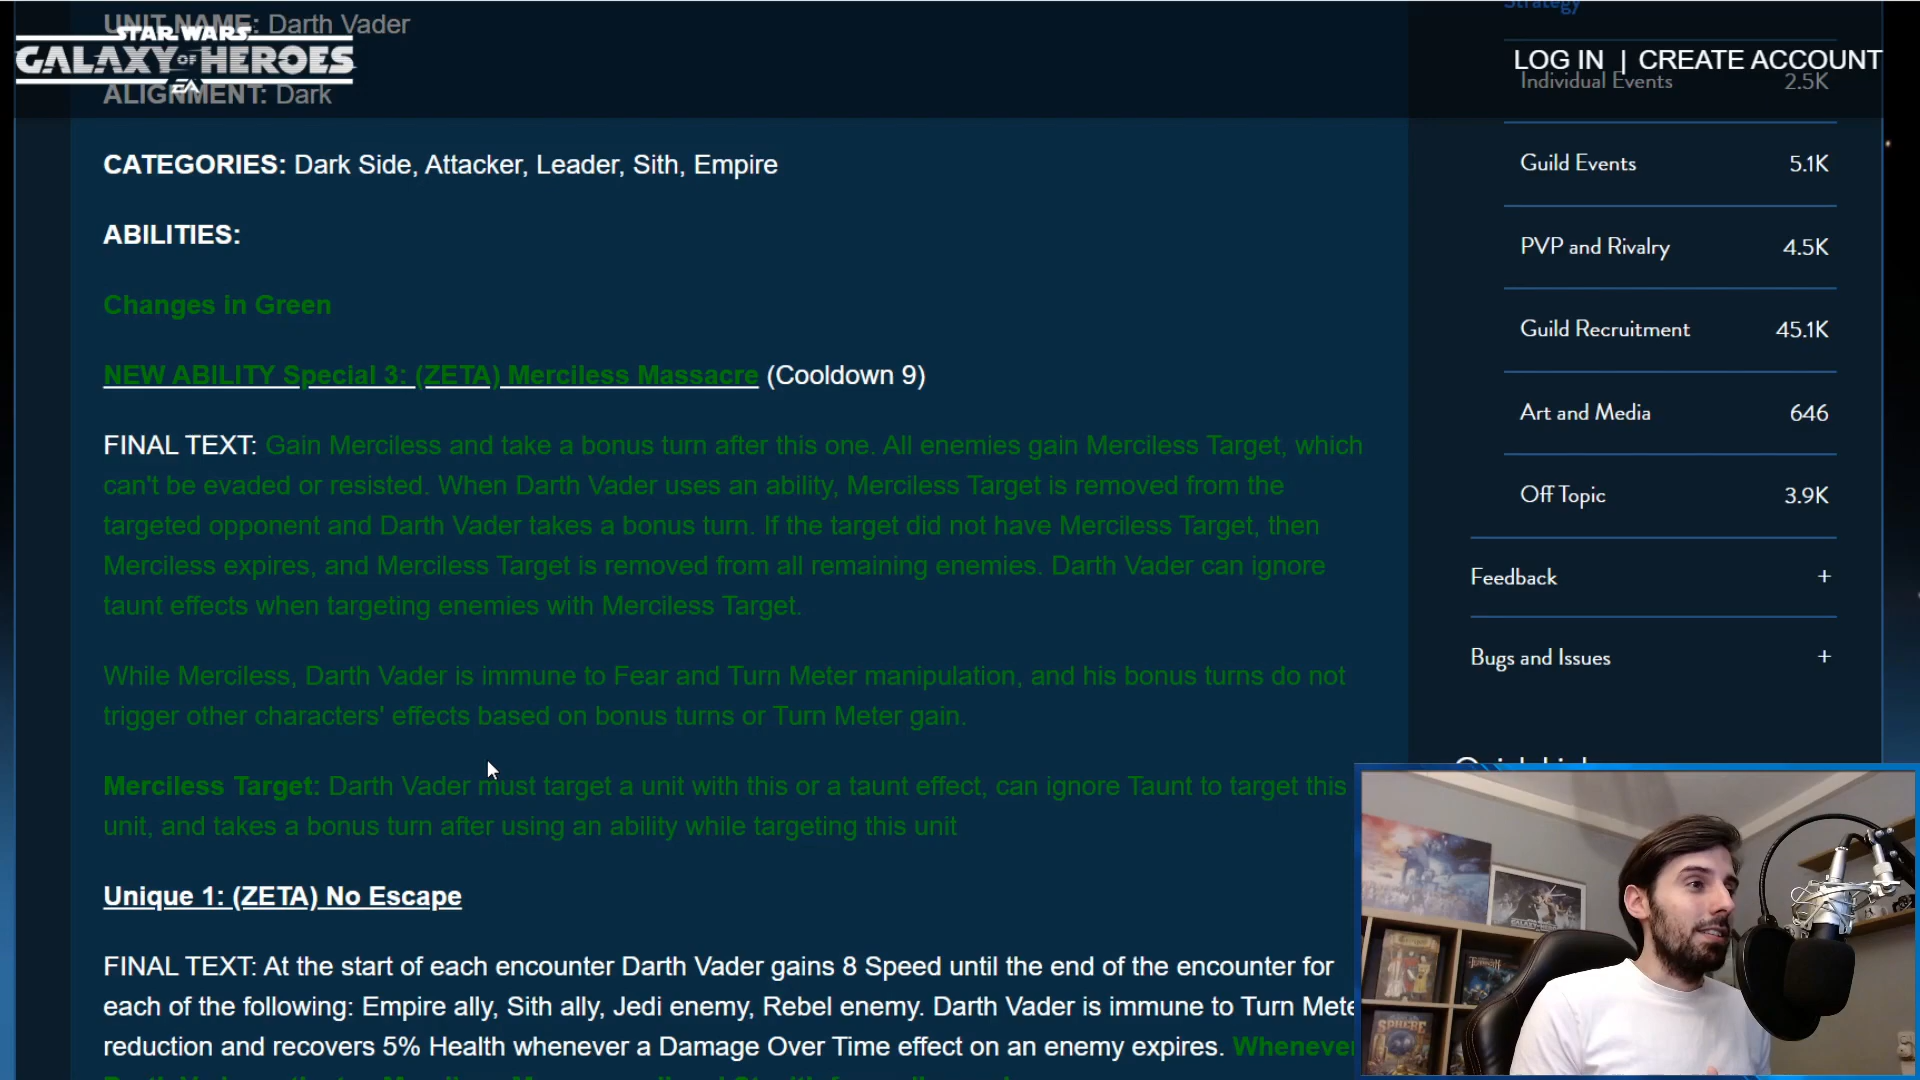 UNIT NAME: Darth Vader
STAR WARS
GALAXY OF HEROES
EA
ALIGNMENT: Dark
LOG IN | CREATE ACCOUNT
CATEGORIES: Dark Side, Attacker, Leader, Sith, Empire
ABILITIES:
Changes in Green
NEW ABILITY Special 3: (ZETA) Merciless Massacre (Cooldown 9)
FINAL TEXT: Gain Merciless and take a bonus turn after this one. All enemies gain Merciless Target, which
can't be evaded or resisted. When Darth Vader uses an ability, Merciless Target is removed from the
targeted opponent and Darth Vader takes a bonus turn. If the target did not have Merciless Target, then
Merciless expires, and Merciless Target is removed from all remaining enemies. Darth Vader can ignore
taunt effects when targeting enemies with Merciless Target.
While Merciless, Darth Vader is immune to Fear and Turn Meter manipulation, and his bonus turns do not
trigger other characters' effects based on bonus turns or Turn Meter gain.
Merciless Target: Darth Vader must target a unit with this or a taunt effect, can ignore Taunt to target this
unit, and takes a bonus turn after using an ability while targeting this unit
Unique 1: (ZETA) No Escape
FINAL TEXT: At the start of each encounter Darth Vader gains 8 Speed until the end of the encounter for
each of the following: Empire ally, Sith ally, Jedi enemy, Rebel enemy. Darth Vader is immune to Turn Mete
reduction and recovers 5% Health whenever a Damage Over Time effect on an enemy expires. Whenever
Strategy
Individual Events 2.5K
Guild Events 5.1K
PVP and Rivalry 4.5K
Guild Recruitment 45.1K
Art and Media 646
Off Topic 3.9K
Feedback +
Bugs and Issues +
SPHERE